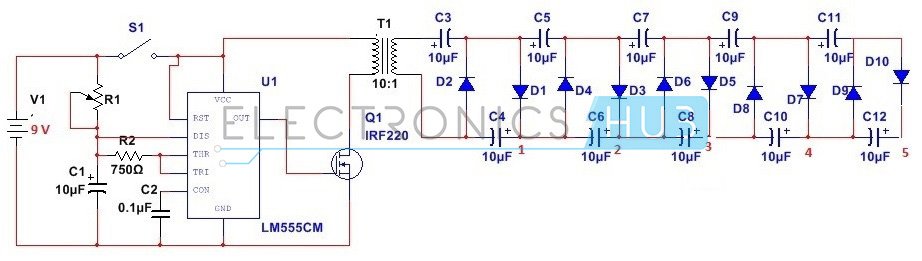 S1
T1
C3
C5
C7
C9
C11
10µF
10µF
10µF
10µF
10µF
D10
V1
9 V
R1
U1
10:1
D2
D1
D4
D3
D6
D5
D8
D7
D9
VCC
RST
OUT
DIS
THR
TRI
CON
GND
LM555CM
ELECTRONICS HUB
Q1
IRF220
R2
750Ω
C1
10µF
C2
0.1µF
C4
C6
C8
C10
C12
10µF
10µF
10µF
10µF
10µF
1
2
3
4
5